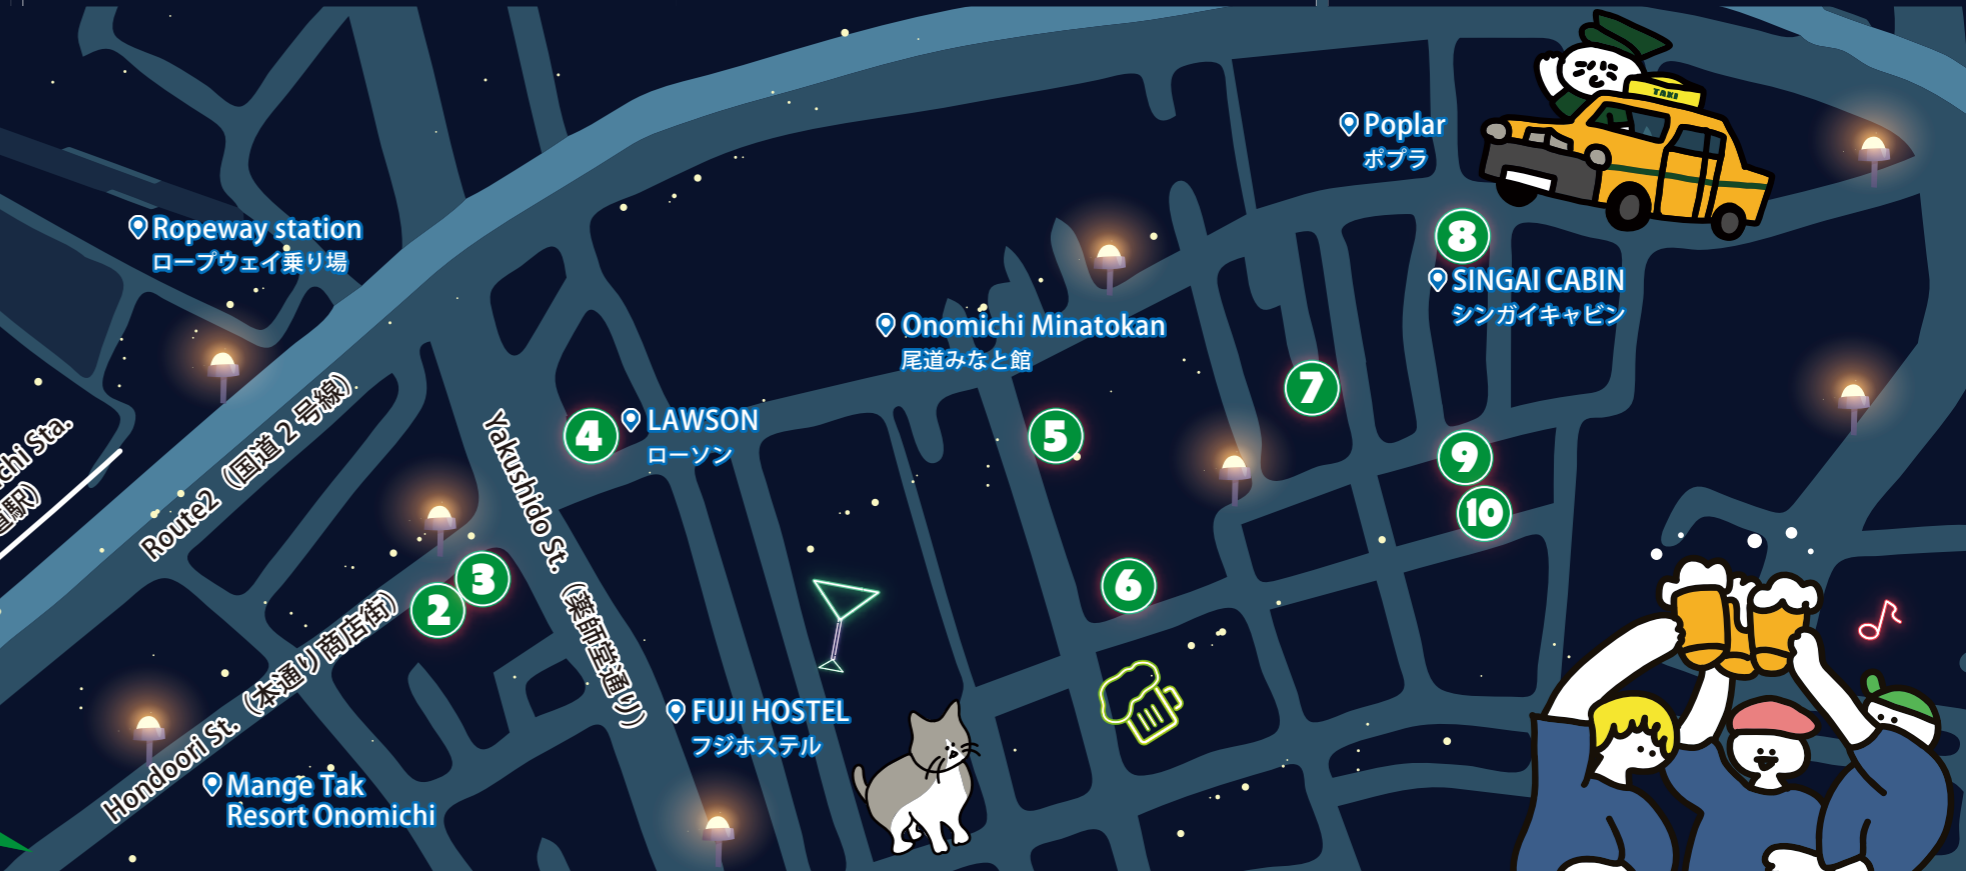 TAXI
Poplar
ポプラ
Ropeway station
ロープウェイ乗り場
8
SINGAI CABIN
シンガイキャビン
Onomichi Minatokan
尾道みなと館
7
Route2（国道２号線）
Yakushido St.（薬師堂通り）
4
LAWSON
ローソン
5
chi Sta.
道駅）
9
10
3
2
6
Hondoori St.（本通り商店街）
FUJI HOSTEL
フジホステル
Mange Tak
Resort Onomichi